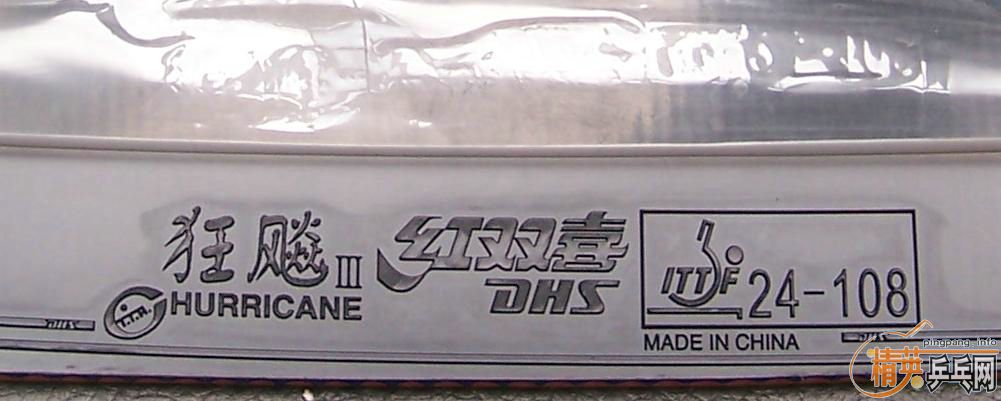 狂飚III 红双喜 ITTF 24-108
HURRICANE DHS
MADE IN CHINA
pingpang.info
精英乒乓网